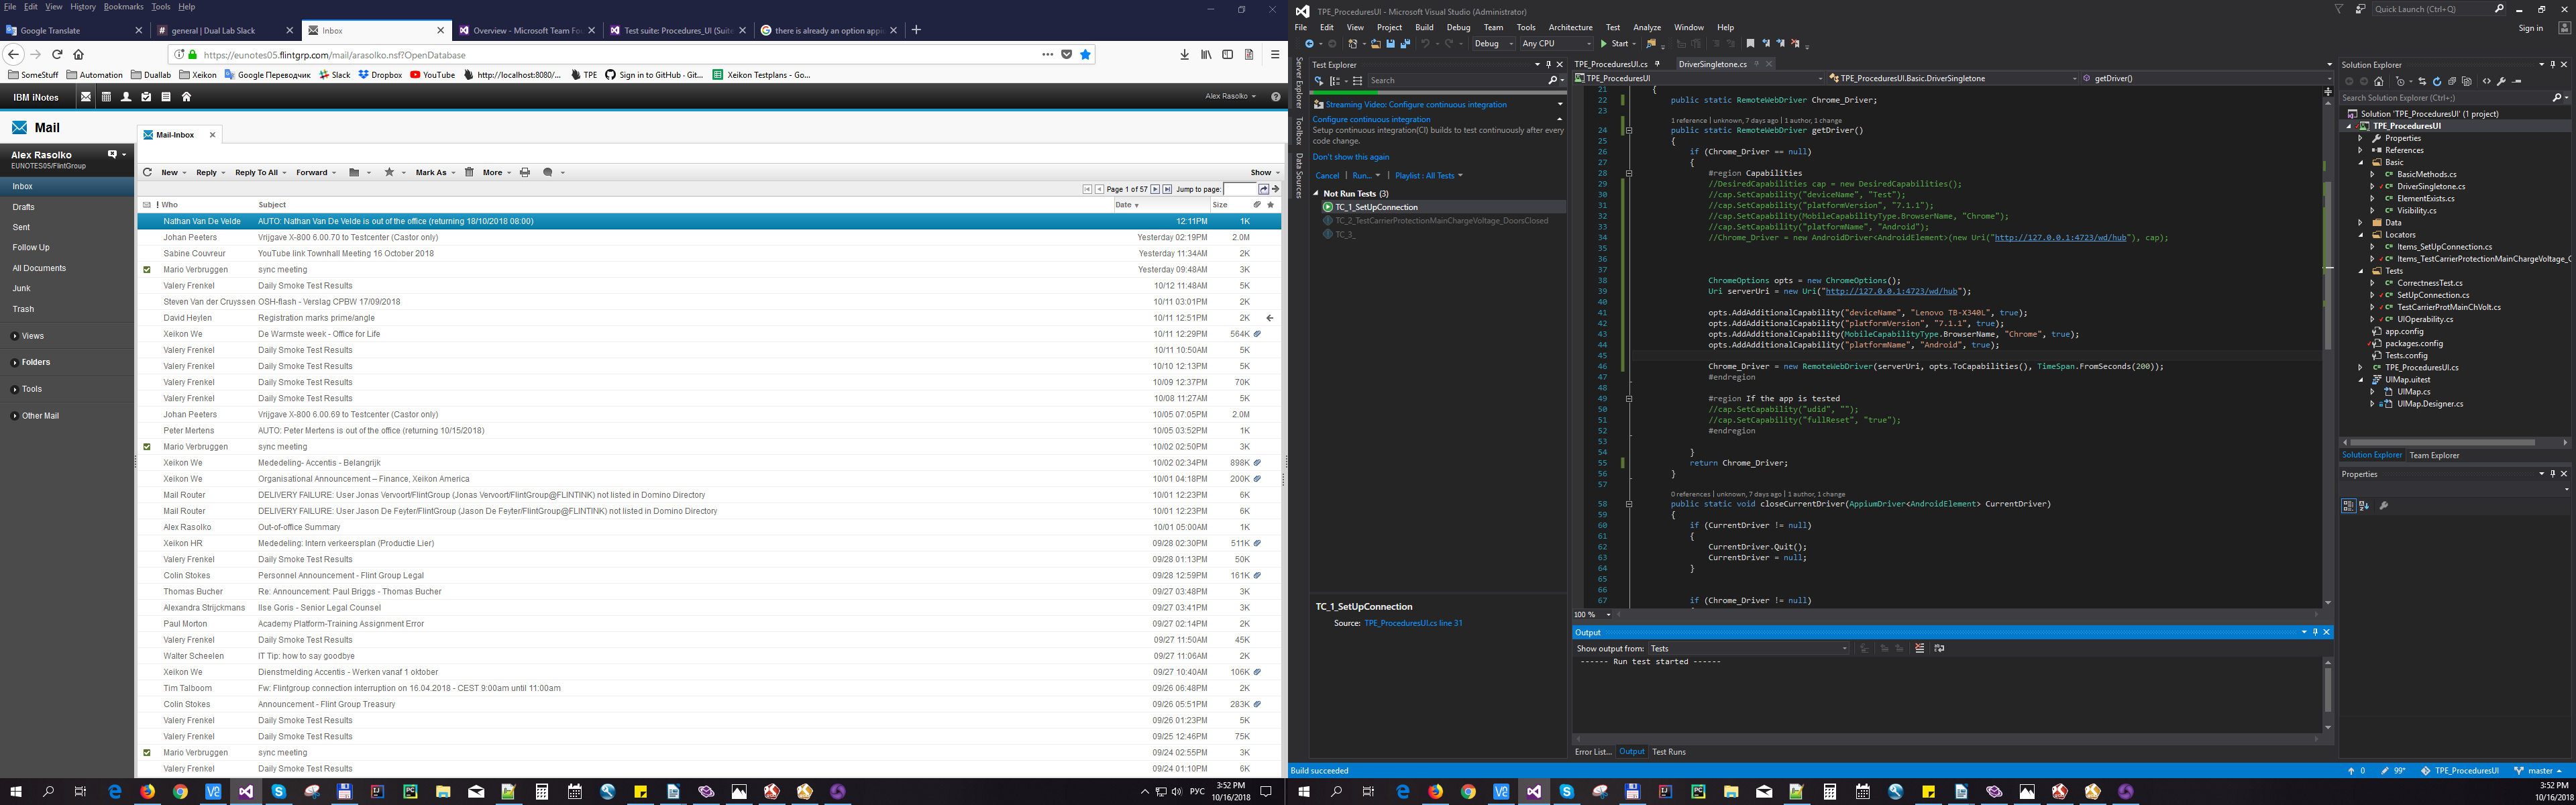 File Edit View History Bookmarks Tools Help
Google Translate
general | Dual Lab Slack
Inbox
Overview - Microsoft Team Fou
Test suite: Procedures_UI (Suite
there is already an option appiu
https://eunotes05.flintgrp.com/mail/arasolko.nsf?OpenDatabase
SomeStuff Automation Duallab Xeikon Google Переводчик Slack Dropbox YouTube http://localhost:8080/... TPE Sign in to GitHub · Git... Xeikon Testplans - Go...
IBM iNotes
Alex Rasolko
Mail
Mail-Inbox
Alex Rasolko
EUNOTES05/FlintGroup
Inbox
Drafts
Sent
Follow Up
All Documents
Junk
Trash
Views
Folders
Tools
Other Mail
New Reply Reply To All Forward Mark As More Show
Page 1 of 57 Jump to page:
! Who Subject Date Size
Nathan Van De Velde AUTO: Nathan Van De Velde is out of the office (returning 18/10/2018 08:00) 12:11PM 1K
Johan Peeters Vrijgave X-800 6.00.70 to Testcenter (Castor only) Yesterday 02:19PM 2.0M
Sabine Couvreur YouTube link Townhall Meeting 16 October 2018 Yesterday 11:34AM 2K
Mario Verbruggen sync meeting Yesterday 09:48AM 3K
Valery Frenkel Daily Smoke Test Results 10/12 11:48AM 5K
Steven Van der Cruyssen OSH-flash - Verslag CPBW 17/09/2018 10/11 03:01PM 2K
David Heylen Registration marks prime/angle 10/11 12:51PM 2K
Xeikon We De Warmste week - Office for Life 10/11 12:29PM 564K
Valery Frenkel Daily Smoke Test Results 10/11 10:50AM 5K
Valery Frenkel Daily Smoke Test Results 10/10 12:13PM 5K
Valery Frenkel Daily Smoke Test Results 10/09 12:37PM 70K
Valery Frenkel Daily Smoke Test Results 10/08 11:27AM 5K
Johan Peeters Vrijgave X-800 6.00.69 to Testcenter (Castor only) 10/05 07:05PM 2.0M
Peter Mertens AUTO: Peter Mertens is out of the office (returning 10/15/2018) 10/05 03:52PM 1K
Mario Verbruggen sync meeting 10/02 02:50PM 3K
Xeikon We Mededeling- Accentis - Belangrijk 10/02 02:34PM 898K
Xeikon We Organisational Announcement – Finance, Xeikon America 10/01 04:18PM 200K
Mail Router DELIVERY FAILURE: User Jonas Vervoort/FlintGroup (Jonas Vervoort/FlintGroup@FLINTINK) not listed in Domino Directory 10/01 12:23PM 6K
Mail Router DELIVERY FAILURE: User Jason De Feyter/FlintGroup (Jason De Feyter/FlintGroup@FLINTINK) not listed in Domino Directory 10/01 12:23PM 6K
Alex Rasolko Out-of-office Summary 10/01 05:00AM 1K
Xeikon HR Mededeling: Intern verkeersplan (Productie Lier) 09/28 02:30PM 511K
Valery Frenkel Daily Smoke Test Results 09/28 01:13PM 50K
Colin Stokes Personnel Announcement - Flint Group Legal 09/28 12:59PM 161K
Thomas Bucher Re: Announcement: Paul Briggs - Thomas Bucher 09/27 03:48PM 3K
Alexandra Strijckmans Ilse Goris - Senior Legal Counsel 09/27 03:41PM 3K
Paul Morton Academy Platform-Training Assignment Error 09/27 02:14PM 2K
Valery Frenkel Daily Smoke Test Results 09/27 11:50AM 45K
Walter Scheelen IT Tip: how to say goodbye 09/27 11:06AM 2K
Xeikon We Dienstmelding Accentis - Werken vanaf 1 oktober 09/27 10:40AM 106K
Tim Talboom Fw: Flintgroup connection interruption on 16.04.2018 - CEST 9:00am until 11:00am 09/26 06:48PM 2K
Colin Stokes Announcement - Flint Group Treasury 09/26 05:51PM 283K
Valery Frenkel Daily Smoke Test Results 09/26 01:23PM 5K
Valery Frenkel Daily Smoke Test Results 09/25 12:46PM 75K
Mario Verbruggen sync meeting 09/24 02:55PM 3K
Valery Frenkel Daily Smoke Test Results 09/24 01:10PM 6K
РУС 3:52 PM 10/16/2018
TPE_ProceduresUI - Microsoft Visual Studio (Administrator)
Quick Launch (Ctrl+Q)
File Edit View Project Build Debug Team Tools Architecture Test Analyze Window Help
Sign in
Debug Any CPU Start
Server Explorer
Toolbox
Data Sources
Test Explorer
Search
Streaming Video: Configure continuous integration
Configure continuous integration
Setup continuous integration(CI) builds to test continuously after every
code change.
Don't show this again
Cancel | Run... | Playlist : All Tests
Not Run Tests (3)
TC_1_SetUpConnection
TC_2_TestCarrierProtectionMainChargeVoltage_DoorsClosed
TC_3_
TC_1_SetUpConnection
Source: TPE_ProceduresUI.cs line 31
TPE_ProceduresUI.cs DriverSingletone.cs
TPE_ProceduresUI TPE_ProceduresUI.Basic.DriverSingletone getDriver()
21 {
22 public static RemoteWebDriver Chrome_Driver;
23
1 reference | unknown, 7 days ago | 1 author, 1 change
24 public static RemoteWebDriver getDriver()
25 {
26 if (Chrome_Driver == null)
27 {
28 #region Capabilities
29 //DesiredCapabilities cap = new DesiredCapabilities();
30 //cap.SetCapability("deviceName", "Test");
31 //cap.SetCapability("platformVersion", "7.1.1");
32 //cap.SetCapability(MobileCapabilityType.BrowserName, "Chrome");
33 //cap.SetCapability("platformName", "Android");
34 //Chrome_Driver = new AndroidDriver<AndroidElement>(new Uri("http://127.0.0.1:4723/wd/hub"), cap);
35
36
37
38 ChromeOptions opts = new ChromeOptions();
39 Uri serverUri = new Uri("http://127.0.0.1:4723/wd/hub");
40
41 opts.AddAdditionalCapability("deviceName", "Lenovo TB-X340L", true);
42 opts.AddAdditionalCapability("platformVersion", "7.1.1", true);
43 opts.AddAdditionalCapability(MobileCapabilityType.BrowserName, "Chrome", true);
44 opts.AddAdditionalCapability("platformName", "Android", true);
45
46 Chrome_Driver = new RemoteWebDriver(serverUri, opts.ToCapabilities(), TimeSpan.FromSeconds(200));
47 #endregion
48
49 #region If the app is tested
50 //cap.SetCapability("udid", "");
51 //cap.SetCapability("fullReset", "true");
52 #endregion
53
54 }
55 return Chrome_Driver;
56 }
57
0 references | unknown, 7 days ago | 1 author, 1 change
58 public static void closeCurrentDriver(AppiumDriver<AndroidElement> CurrentDriver)
59 {
60 if (CurrentDriver != null)
61 {
62 CurrentDriver.Quit();
63 CurrentDriver = null;
64 }
65
66
67 if (Chrome_Driver != null)
100 %
Output
Show output from: Tests
------ Run test started ------
Error List... Output Test Runs
Solution Explorer
Search Solution Explorer (Ctrl+;)
Solution 'TPE_ProceduresUI' (1 project)
TPE_ProceduresUI
Properties
References
Basic
BasicMethods.cs
DriverSingletone.cs
ElementExists.cs
Visibility.cs
Data
Locators
Items_SetUpConnection.cs
Items_TestCarrierProtectionMainChargeVoltage_C
Tests
CorrectnessTest.cs
SetUpConnection.cs
TestCarrierProtMainChVolt.cs
UIOperability.cs
app.config
packages.config
Tests.config
TPE_ProceduresUI.cs
UIMap.uitest
UIMap.cs
UIMap.Designer.cs
Solution Explorer Team Explorer
Properties
Build succeeded
0 99* TPE_ProceduresUI master
3:52 PM
10/16/2018